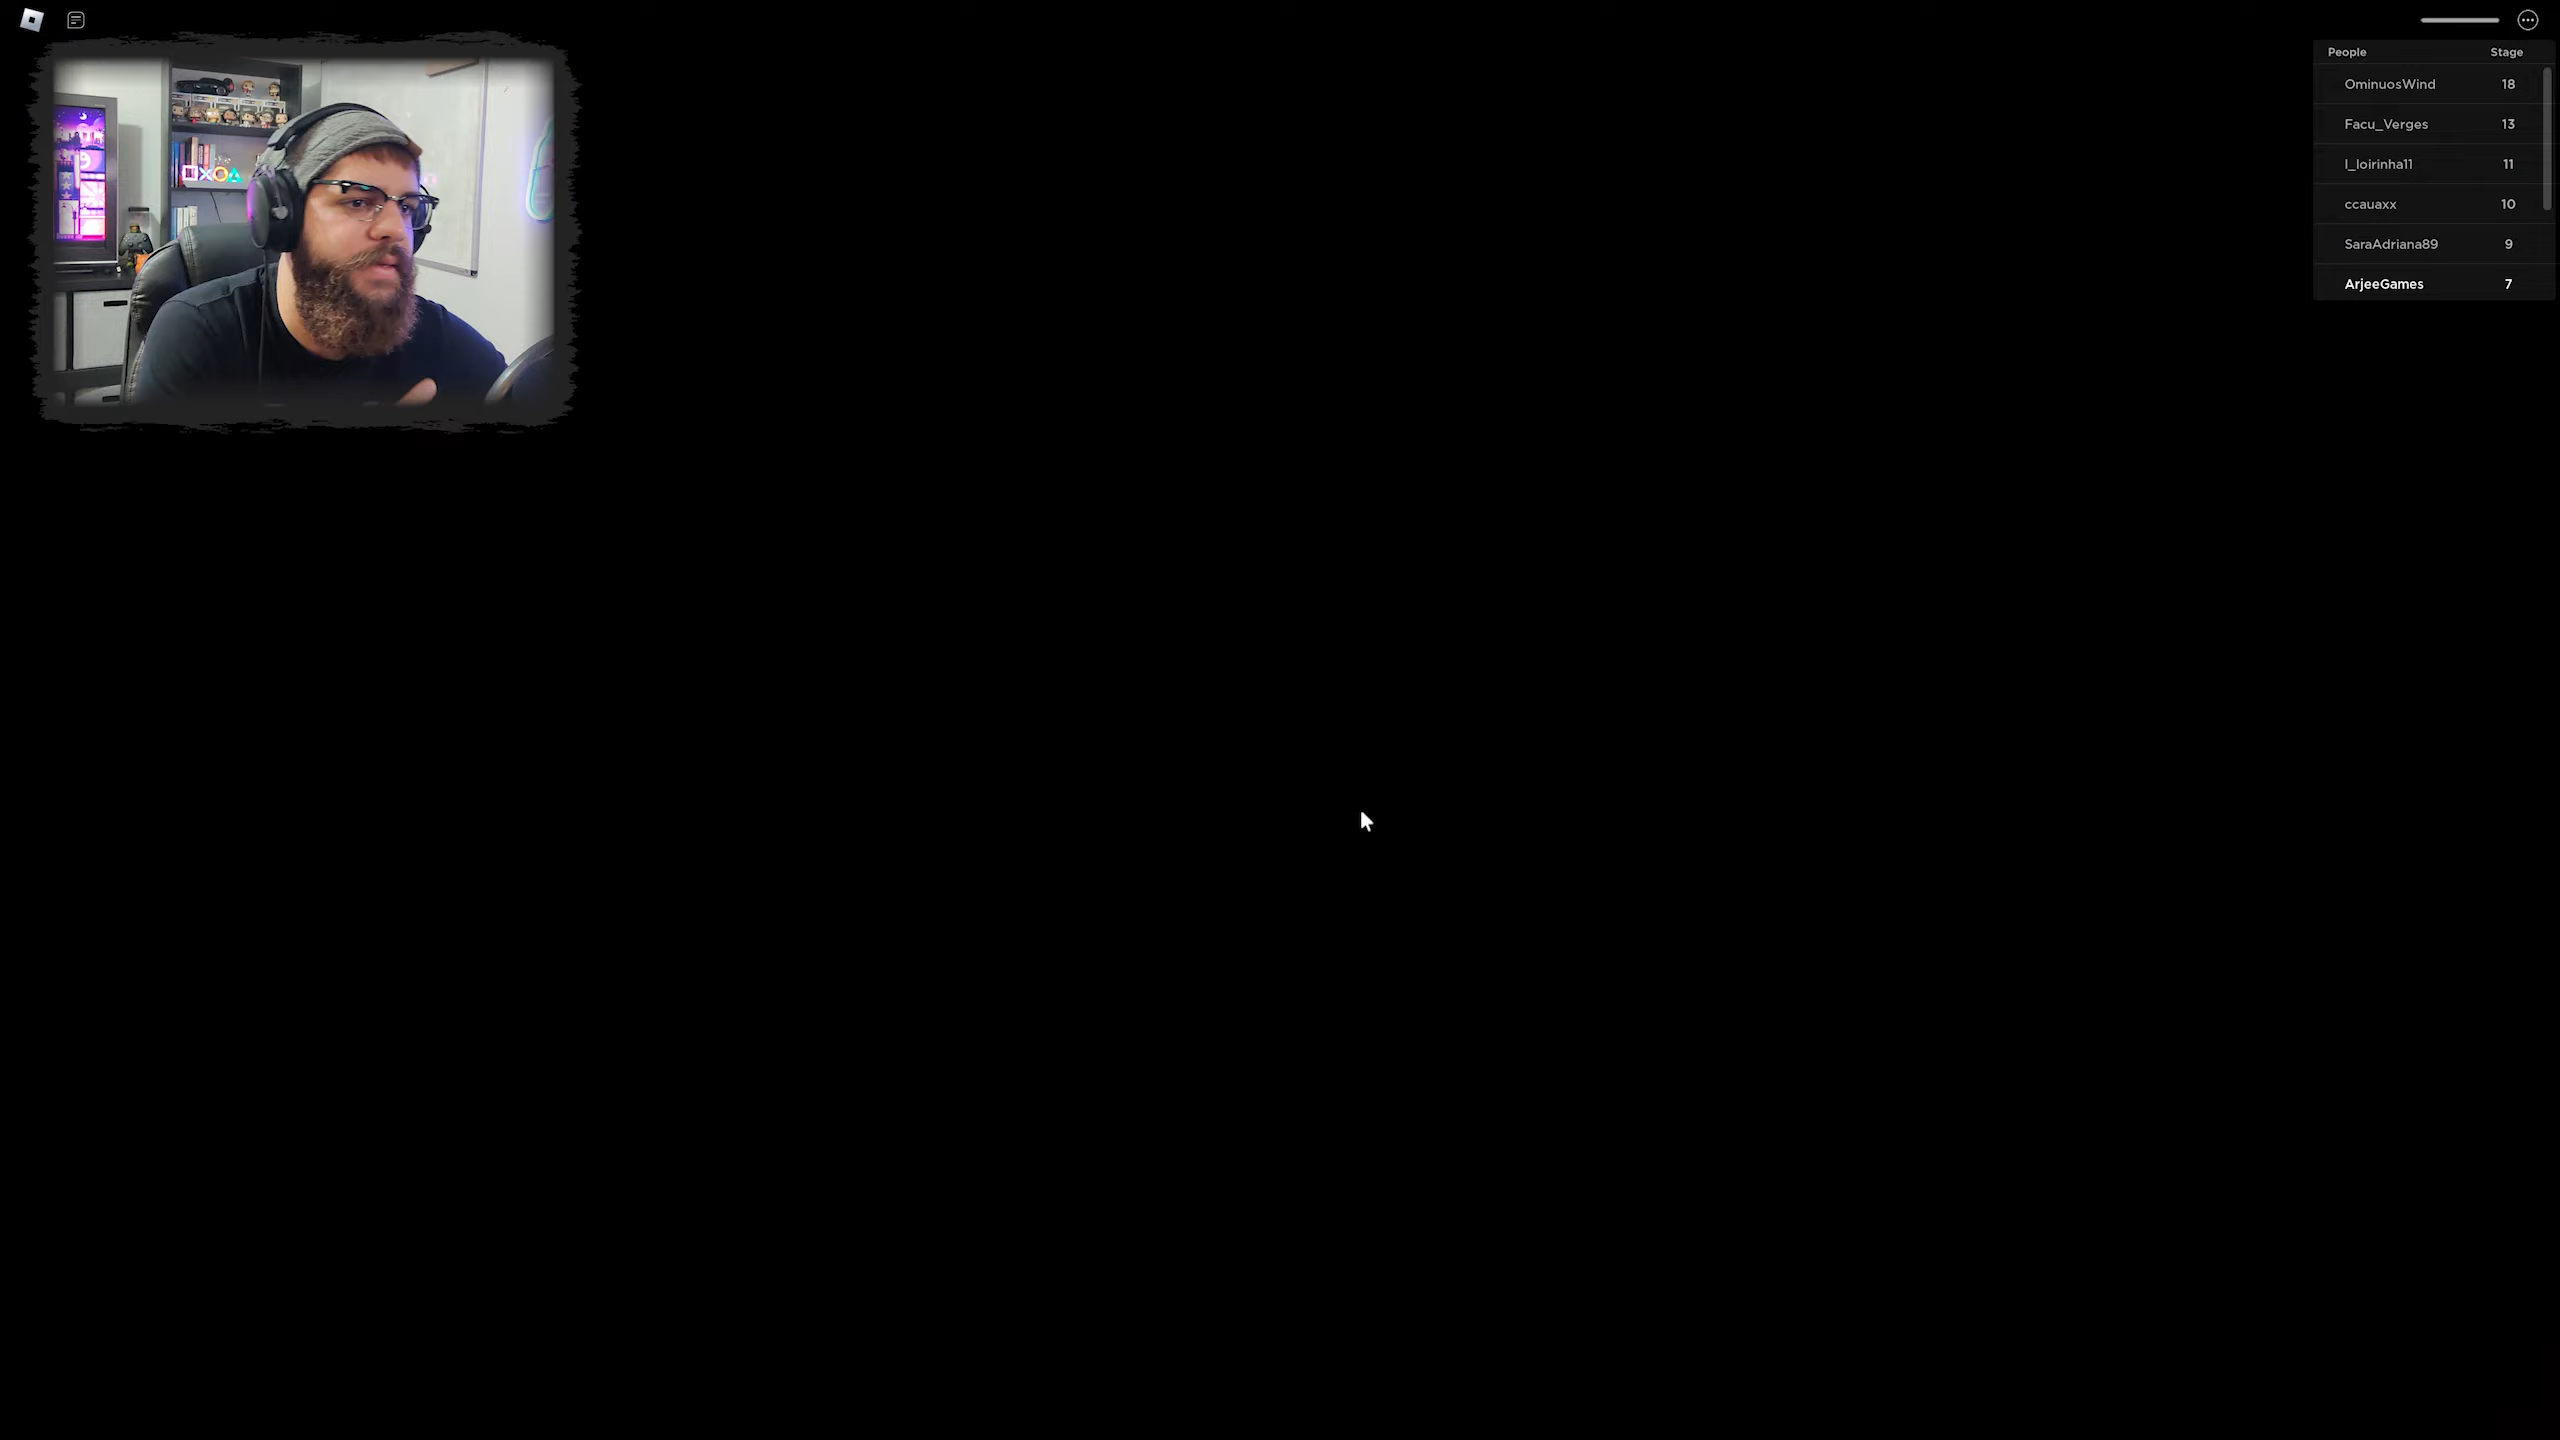 People Stage
OminuosWind 18
Facu_Verges 13
l_loirinha11 11
ccauaxx 10
SaraAdriana89 9
ArjeeGames 7